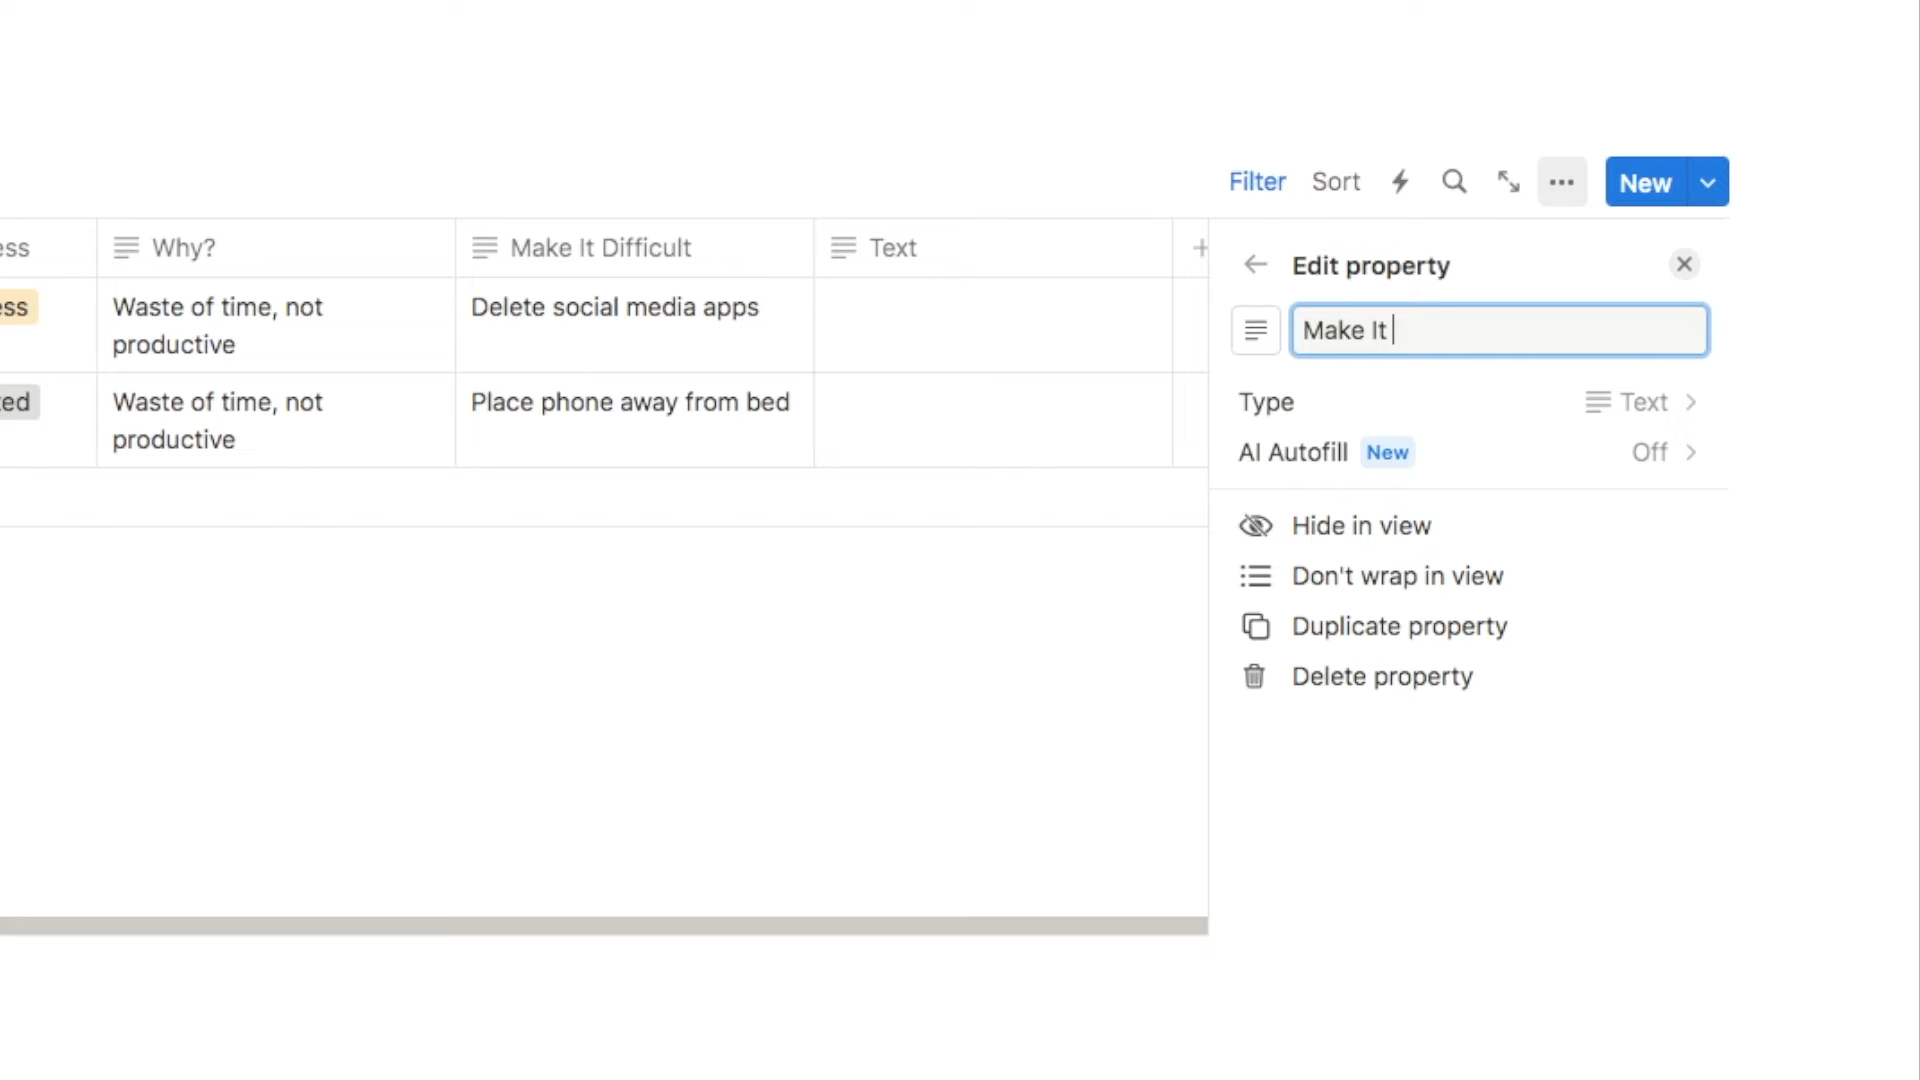 Filter Sort New
ess Why? Make It Difficult Text
Edit property
Make It
ess Waste of time, not productive Delete social media apps
ted Waste of time, not productive Place phone away from bed
Type Text
AI Autofill New Off
Hide in view
Don't wrap in view
Duplicate property
Delete property